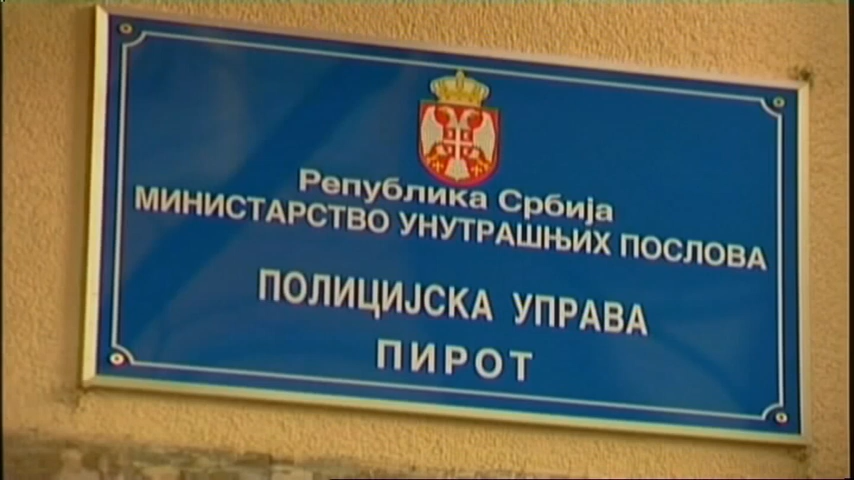 Република Србија
МИНИСТАРСТВО УНУТРАШЊИХ ПОСЛОВА
ПОЛИЦИЈСКА УПРАВА
ПИРОТ